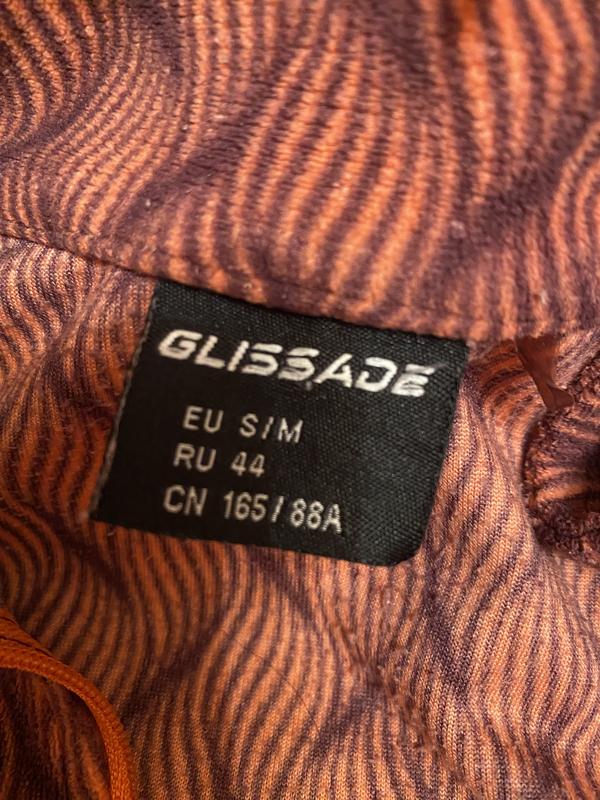 GLISSADE
EU S/M
RU 44
CN 165/88A